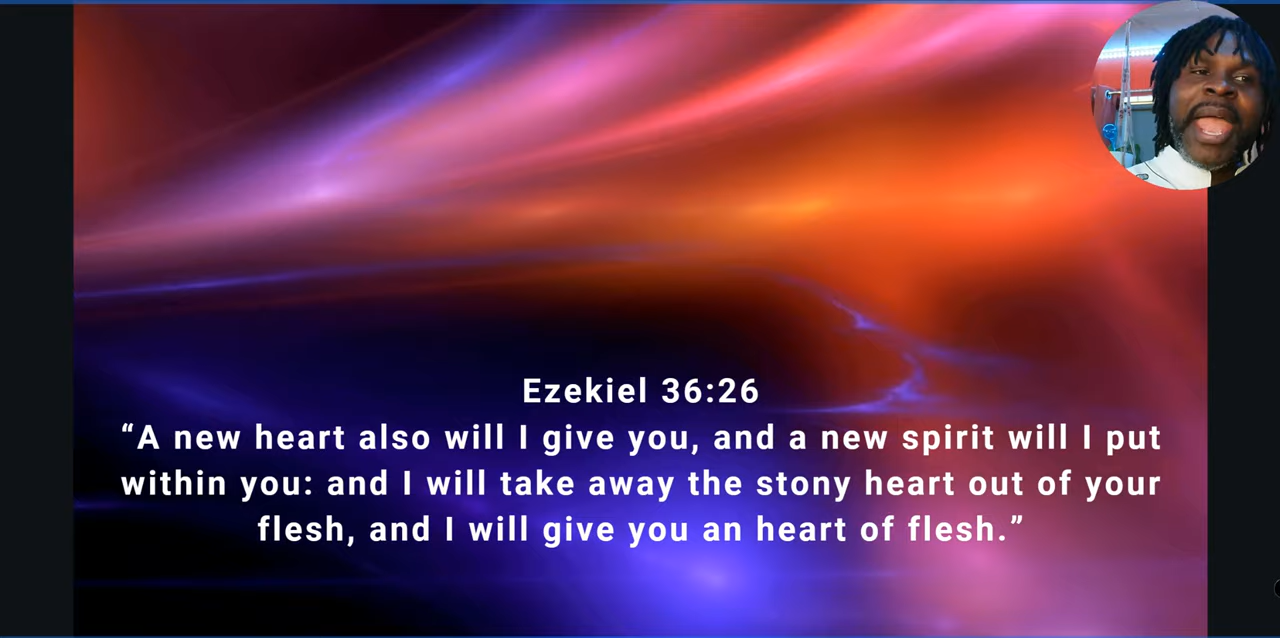 Ezekiel 36:26
“A new heart also will I give you, and a new spirit will I put
within you: and I will take away the stony heart out of your
flesh, and I will give you an heart of flesh.”